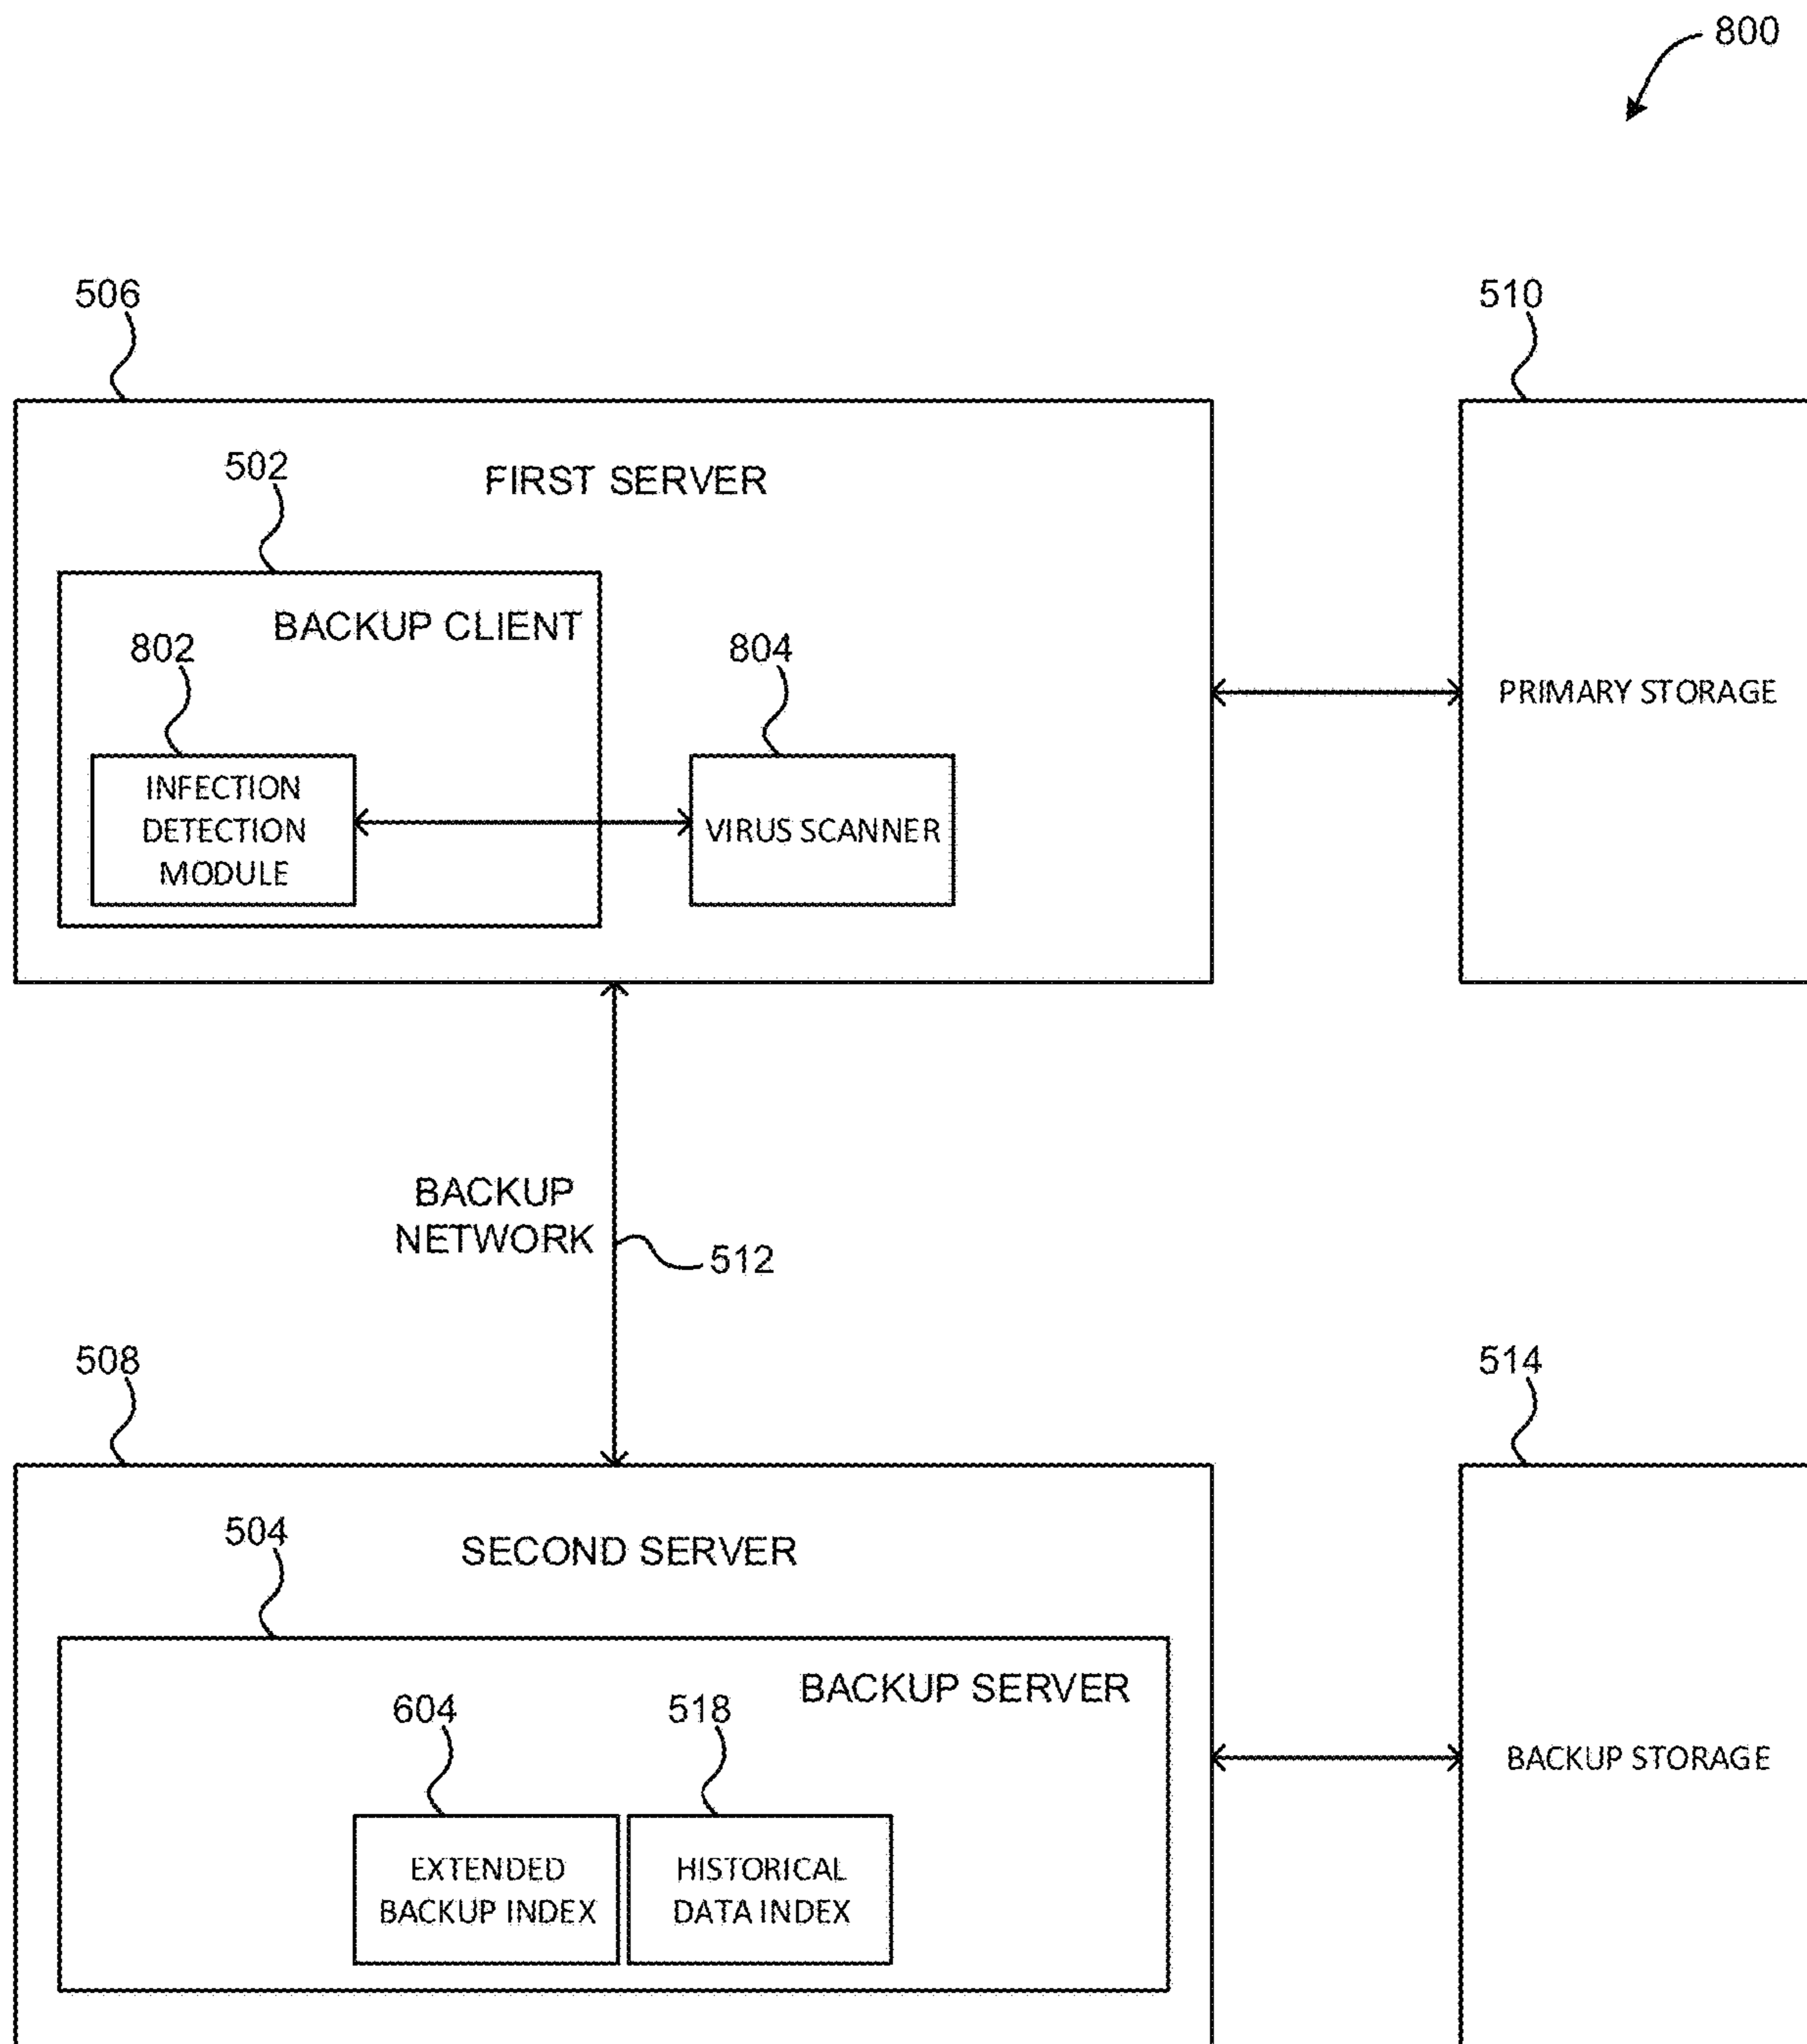 800
506
510
502
FIRST SERVER
BACKUP CLIENT
802
804
INFECTION
DETECTION
MODULE
VIRUS SCANNER
PRIMARY STORAGE
BACKUP
NETWORK
512
508
514
504
SECOND SERVER
BACKUP SERVER
604
518
EXTENDED
BACKUP INDEX
HISTORICAL
DATA INDEX
BACKUP STORAGE